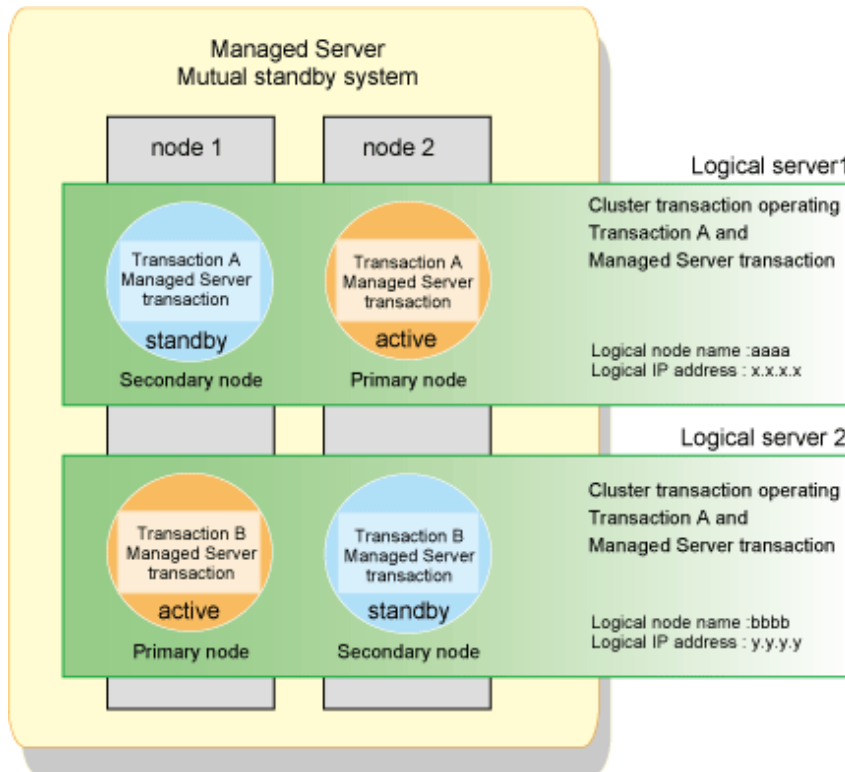 Managed Server
Mutual standby system
node 1
node 2
Logical server1
Transaction A
Managed Server
transaction
standby
Secondary node
Transaction A
Managed Server
transaction
active
Primary node
Cluster transaction operating
Transaction A and
Managed Server transaction
Logical node name :aaaa
Logical IP address : x.x.x.x
Logical server 2
Transaction B
Managed Server
transaction
active
Primary node
Transaction B
Managed Server
transaction
standby
Secondary node
Cluster transaction operating
Transaction A and
Managed Server transaction
Logical node name :bbbb
Logical IP address : y.y.y.y